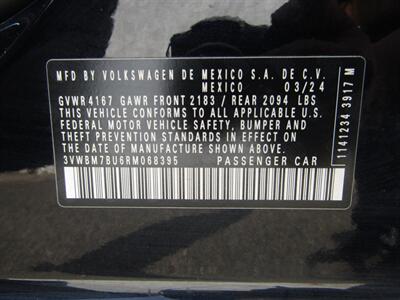 MFD BY VOLKSWAGEN DE MEXICO S.A. DE C.V.
MEXICO 03/24
GVWR 4167 GAWR FRONT 2183 / REAR 2094 LBS
THIS VEHICLE CONFORMS TO ALL APPLICABLE U.S.
FEDERAL MOTOR VEHICLE SAFETY, BUMPER AND
THEFT PREVENTION STANDARDS IN EFFECT ON
THE DATE OF MANUFACTURE SHOWN ABOVE.
3VWBM7BU6RM068395 PASSENGER CAR
1141234 3917 M